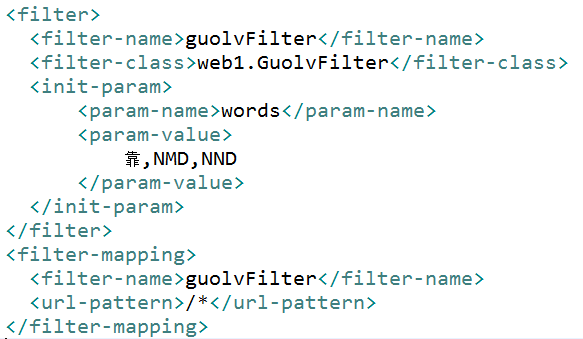 <filter>
<filter-name>guolvFilter</filter-name>
<filter-class>web1.GuolvFilter</filter-class>
<init-param>
<param-name>words</param-name>
<param-value>
靠,NMD,NND
</param-value>
</init-param>
</filter>
<filter-mapping>
<filter-name>guolvFilter</filter-name>
<url-pattern>/*</url-pattern>
</filter-mapping>